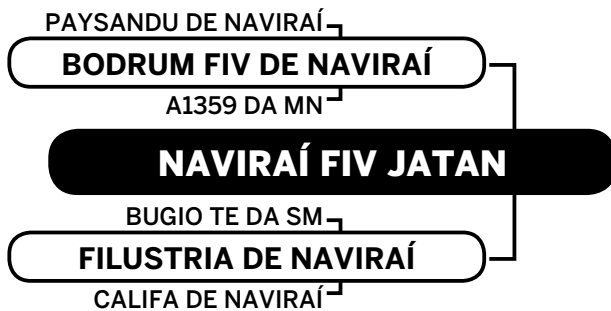 PAYSANDU DE NAVIRAÍ
BODRUM FIV DE NAVIRAÍ
A1359 DA MN
NAVIRAÍ FIV JATAN
BUGIO TE DA SM
FILUSTRIA DE NAVIRAÍ
CALIFA DE NAVIRAÍ